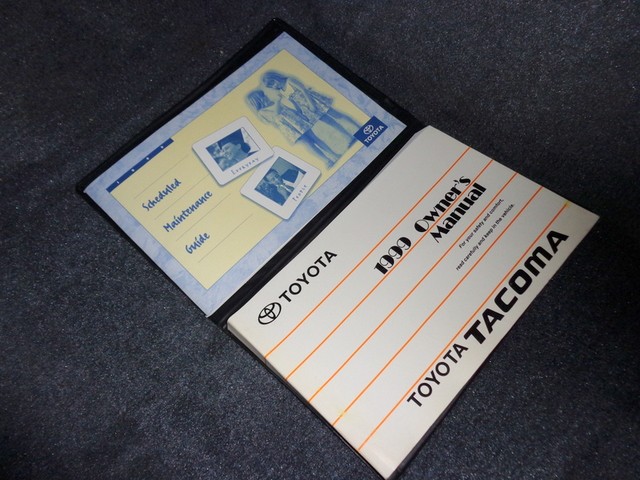 1999
Scheduled
Maintenance
Guide
TOYOTA
TOYOTA
1999 Owner's
Manual
For your safety and comfort,
read carefully and keep in the vehicle.
TOYOTA TACOMA